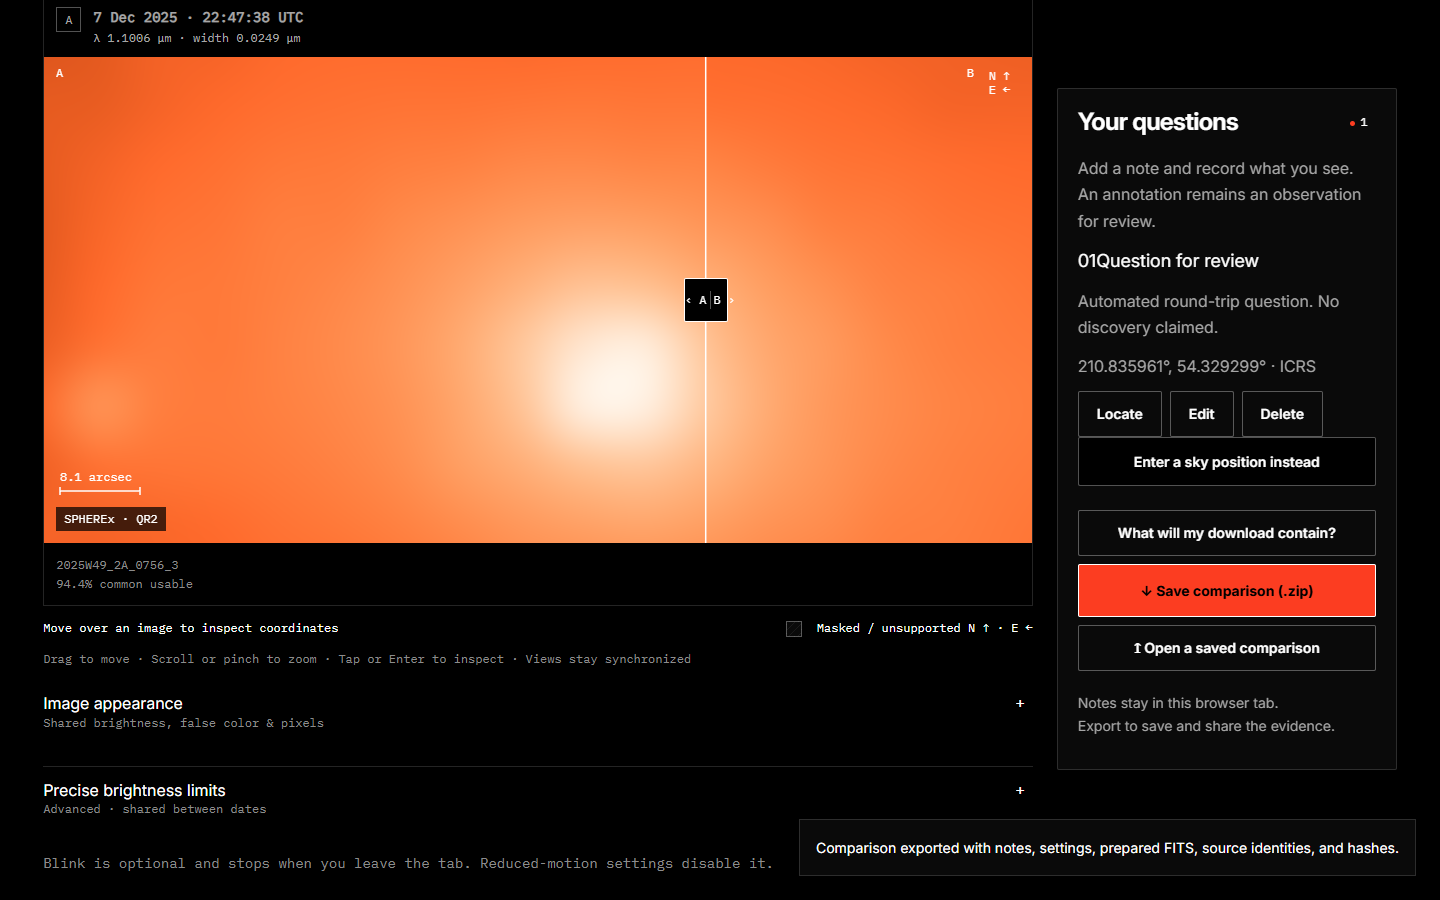 A
7 Dec 2025 · 22:47:38 UTC
λ 1.1006 µm · width 0.0249 µm
A
B
N ↑
E ←
‹ A B ›
8.1 arcsec
SPHEREx · QR2
2025W49_2A_0756_3
94.4% common usable
Move over an image to inspect coordinates
Masked / unsupported N ↑ · E ←
Drag to move · Scroll or pinch to zoom · Tap or Enter to inspect · Views stay synchronized
Image appearance
+
Shared brightness, false color & pixels
Precise brightness limits
+
Advanced · shared between dates
Blink is optional and stops when you leave the tab. Reduced-motion settings disable it.
Your questions
• 1
Add a note and record what you see.
An annotation remains an observation
for review.
01Question for review
Automated round-trip question. No
discovery claimed.
210.835961°, 54.329299° · ICRS
Locate
Edit
Delete
Enter a sky position instead
What will my download contain?
↓ Save comparison (.zip)
↥ Open a saved comparison
Notes stay in this browser tab.
Export to save and share the evidence.
Comparison exported with notes, settings, prepared FITS, source identities, and hashes.